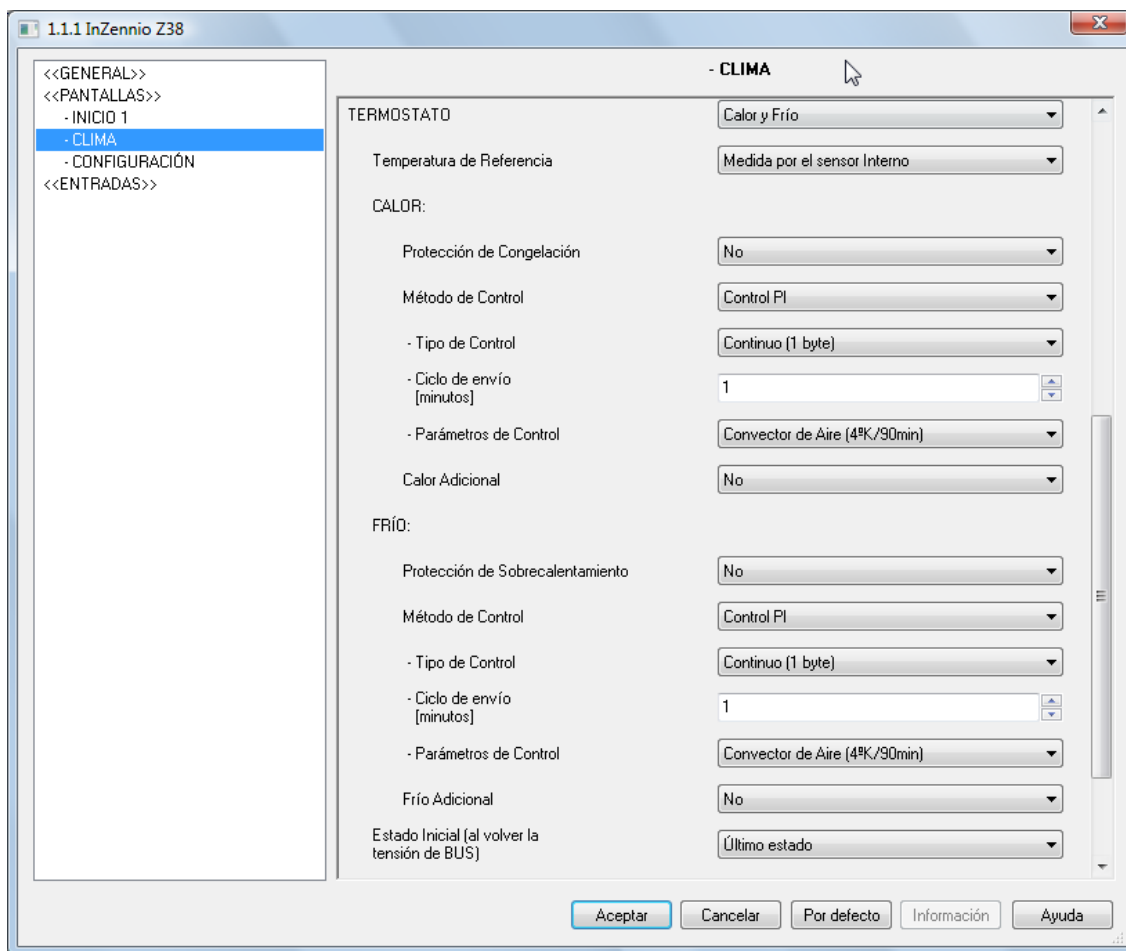 1.1.1 InZennio Z38
<<GENERAL>>
<<PANTALLAS>>
- INICIO 1
- CLIMA
- CONFIGURACIÓN
<<ENTRADAS>>
- CLIMA
TERMOSTATO Calor y Frío
Temperatura de Referencia Medida por el sensor Interno
CALOR:
Protección de Congelación No
Método de Control Control PI
- Tipo de Control Continuo (1 byte)
- Ciclo de envío
[minutos] 1
- Parámetros de Control Convector de Aire (4ºK/90min)
Calor Adicional No
FRÍO:
Protección de Sobrecalentamiento No
Método de Control Control PI
- Tipo de Control Continuo (1 byte)
- Ciclo de envío
[minutos] 1
- Parámetros de Control Convector de Aire (4ºK/90min)
Frío Adicional No
Estado Inicial (al volver la
tensión de BUS) Último estado
Aceptar Cancelar Por defecto Información Ayuda